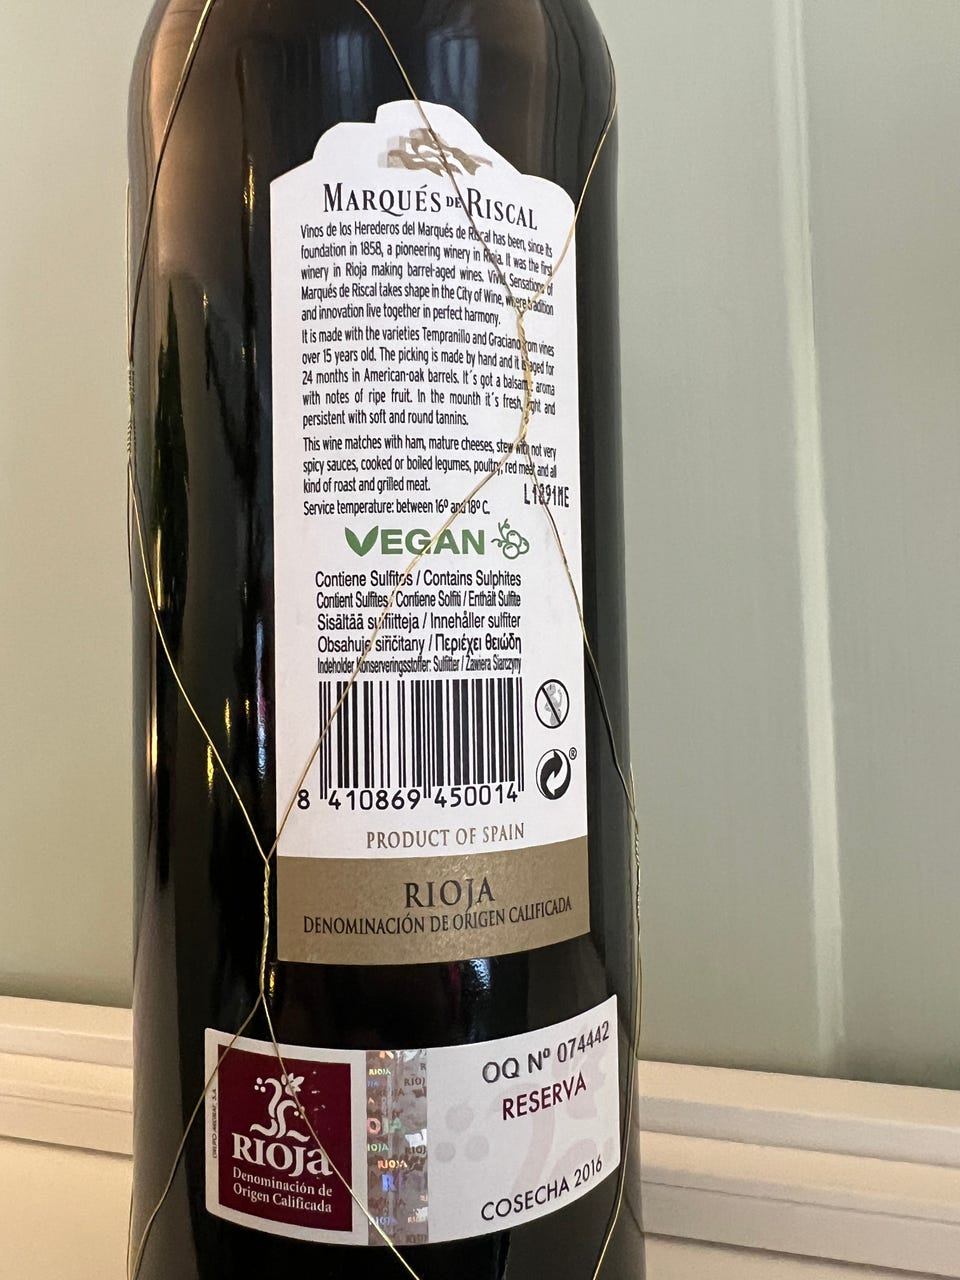 MARQUÉS DE RISCAL
Vinos de los Herederos del Marqués de Riscal has been, since its
foundation in 1858, a pioneering winery in Rioja. It was the first
winery in Rioja making barrel-aged wines. Vivid Sensations of
Marqués de Riscal takes shape in the City of Wine, where tradition
and innovation live together in perfect harmony.
It is made with the varieties Tempranillo and Graciano from vines
over 15 years old. The picking is made by hand and it is aged for
24 months in American-oak barrels. It´s got a balsamic aroma
with notes of ripe fruit. In the mounth it´s fresh, light and
persistent with soft and round tannins.
This wine matches with ham, mature cheeses, stew with not very
spicy sauces, cooked or boiled legumes, poultry, red meat and all
kind of roast and grilled meat.
L1891ME
Service temperature: between 16º and 18º C.
VEGAN
Contiene Sulfitos / Contains Sulphites
Contient Sulfites / Contiene Solfiti / Enthält Sulfite
Sisältää sulfiitteja / Innehåller sulfiter
Obsahuje siřičitany / Περιέχει θειώδη
Indeholder Konserveringsstoffer: Sulfitter / Zawiera Siarczyny
8 410869 450014
PRODUCT OF SPAIN
RIOJA
DENOMINACIÓN DE ORIGEN CALIFICADA
RIOJA
Denominación de
Origen Calificada
OQ Nº 074442
RESERVA
COSECHA 2016